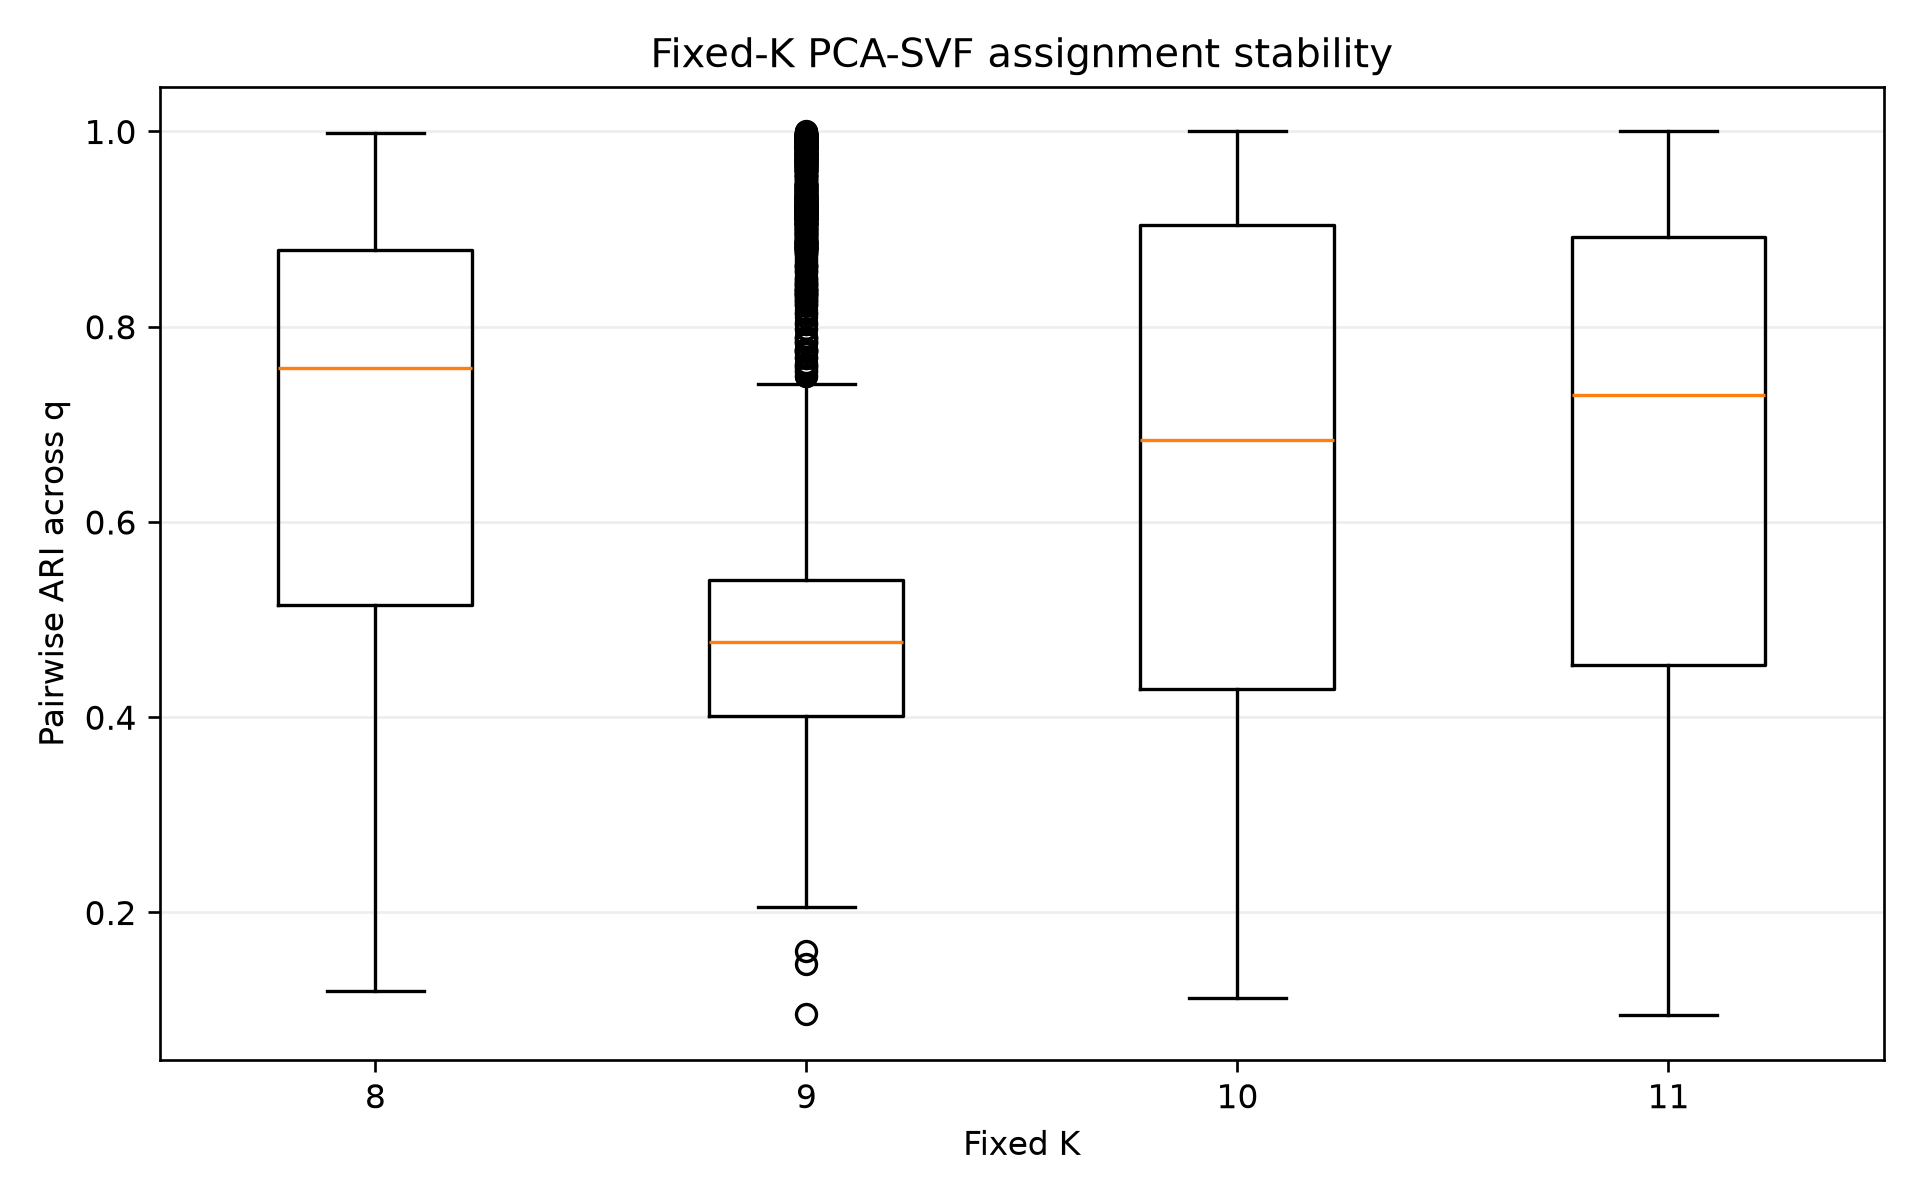 Fixed-K PCA-SVF assignment stability
Pairwise ARI across q
1.0
0.8
0.6
0.4
0.2
8 9 10 11
Fixed K